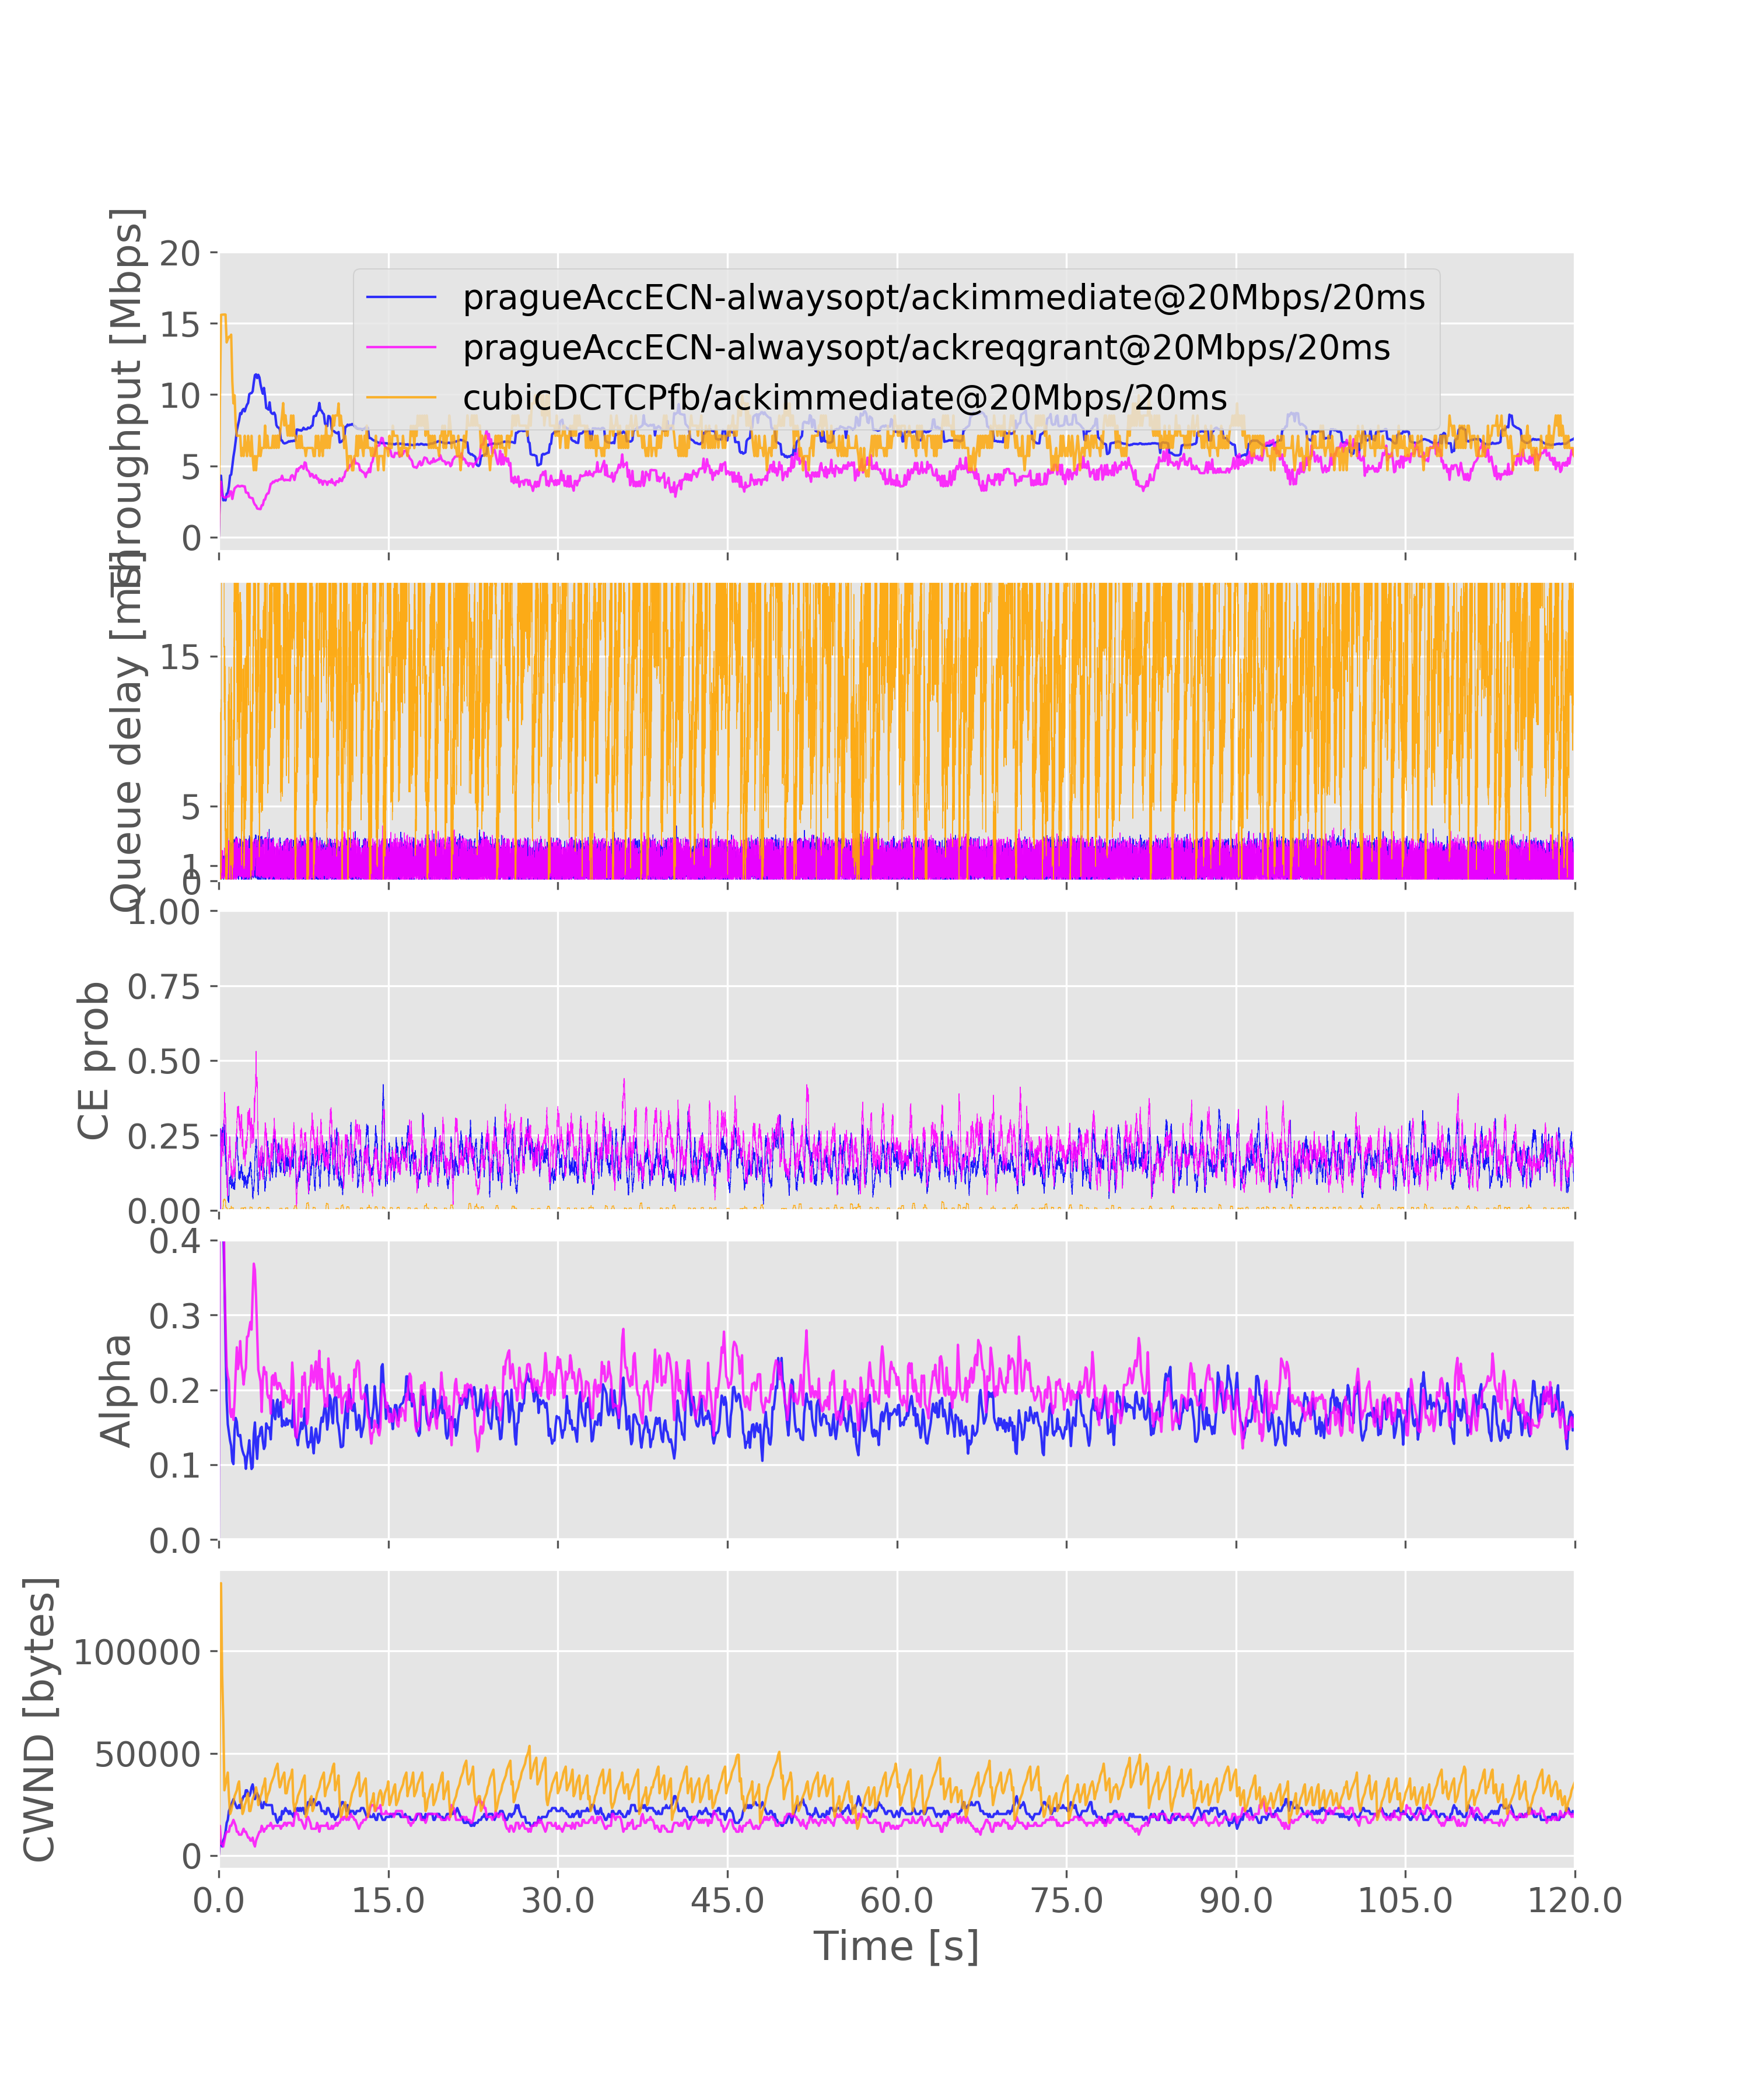 Throughput [Mbps]
20
15
10
5
0
pragueAccECN-alwaysopt/ackimmediate@20Mbps/20ms
pragueAccECN-alwaysopt/ackreqgrant@20Mbps/20ms
cubicDCTCPfb/ackimmediate@20Mbps/20ms
Queue delay [ms]
15
5
1
0
CE prob
1.00
0.75
0.50
0.25
0.00
Alpha
0.4
0.3
0.2
0.1
0.0
CWND [bytes]
100000
50000
0
0.0 15.0 30.0 45.0 60.0 75.0 90.0 105.0 120.0
Time [s]